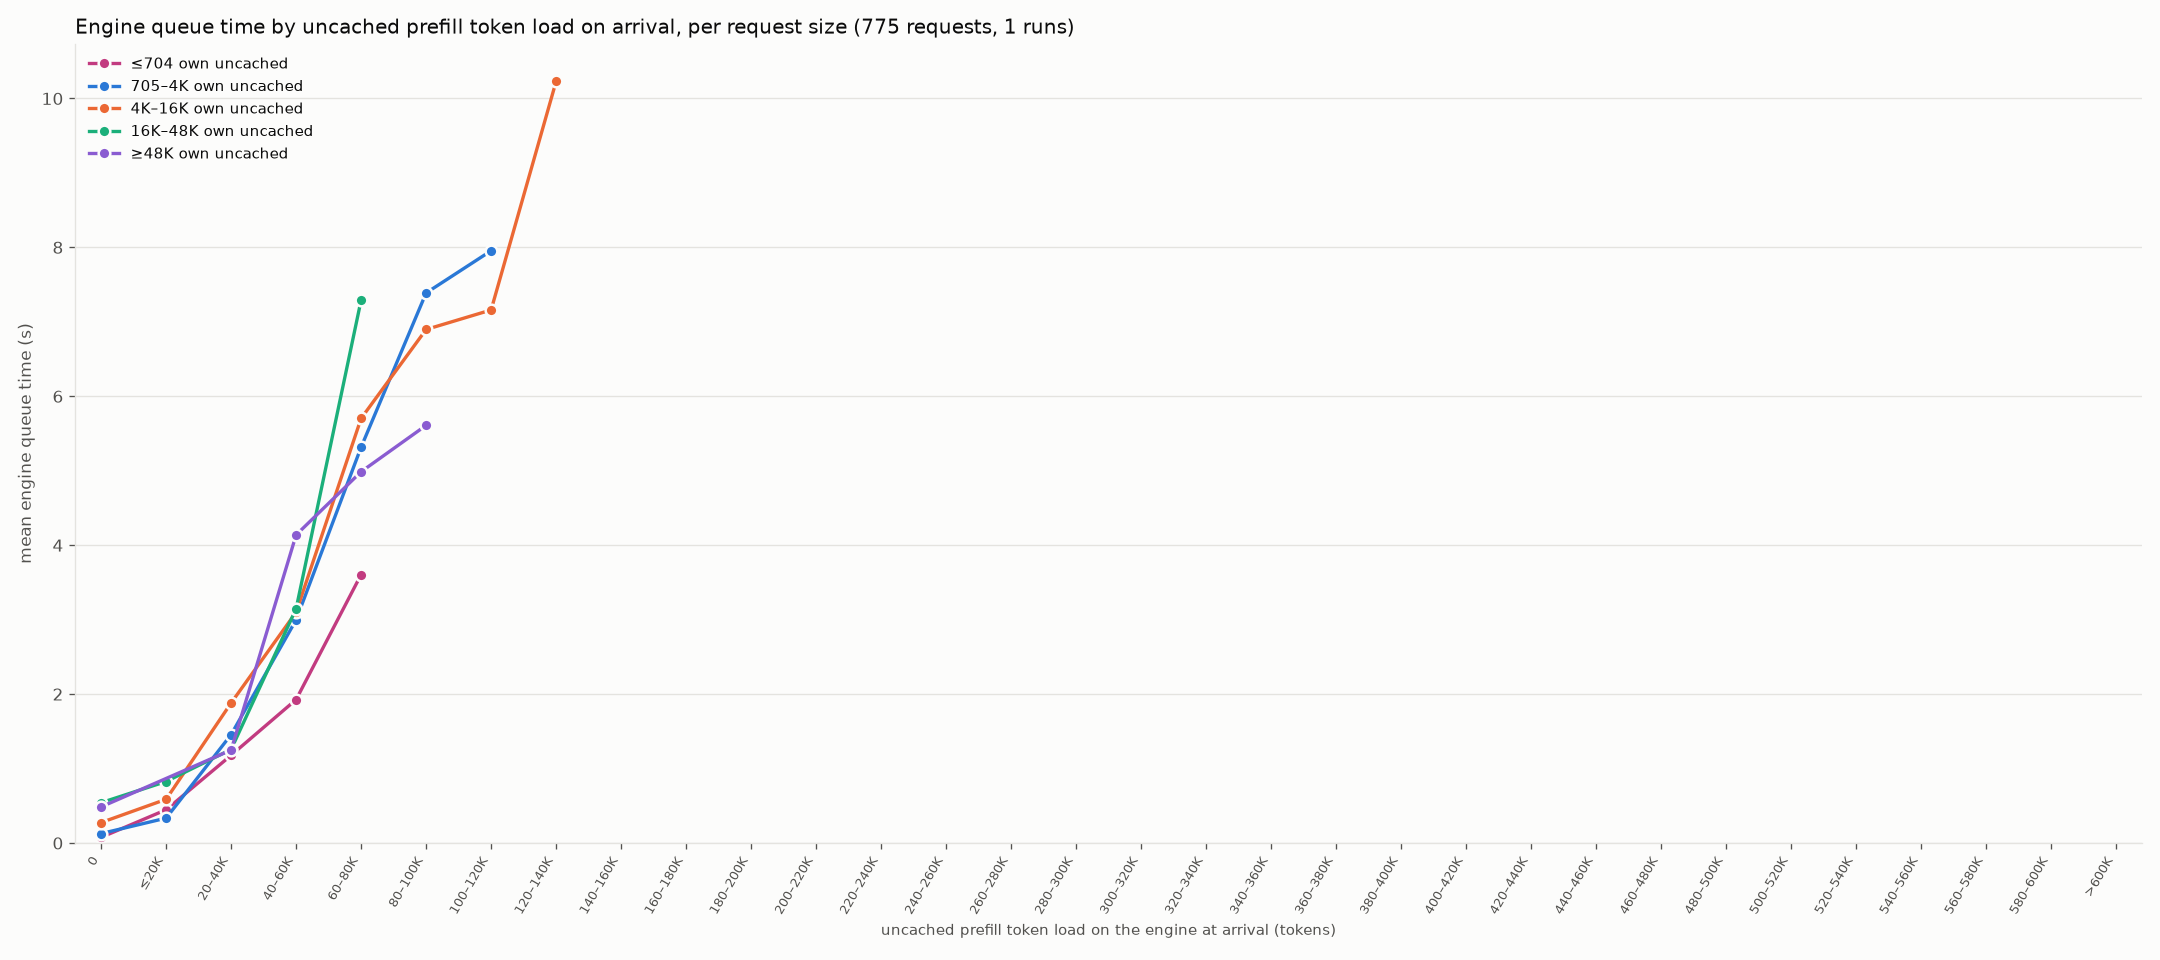 Engine queue time by uncached prefill token load on arrival, per request size (775 requests, 1 runs)
≤704 own uncached
705–4K own uncached
4K–16K own uncached
16K–48K own uncached
≥48K own uncached
mean engine queue time (s)
10
8
6
4
2
0
0
≤20K
20–40K
40–60K
60–80K
80–100K
100–120K
120–140K
140–160K
160–180K
180–200K
200–220K
220–240K
240–260K
260–280K
280–300K
300–320K
320–340K
340–360K
360–380K
380–400K
400–420K
420–440K
440–460K
460–480K
480–500K
500–520K
520–540K
540–560K
560–580K
580–600K
>600K
uncached prefill token load on the engine at arrival (tokens)